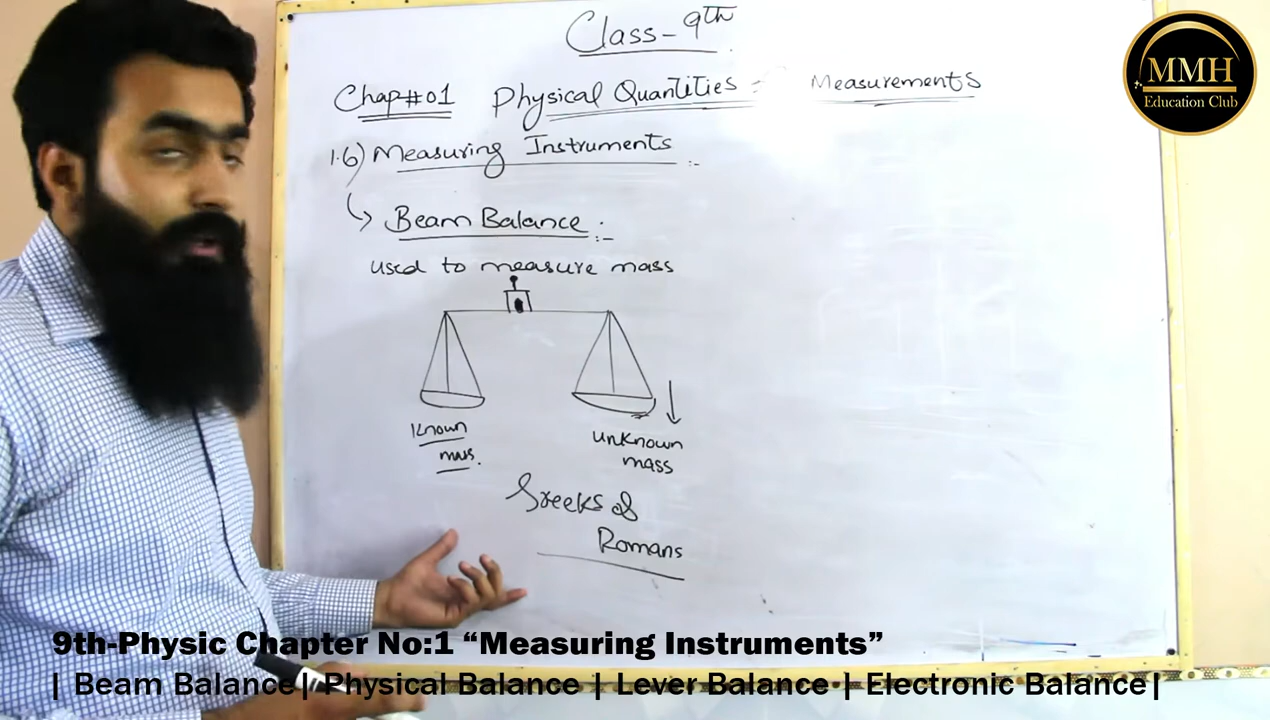 Class-9th
Chap#01 Physical Quantities = Measurements
1.6) Measuring Instruments :-
↳ Beam Balance :-
used to measure mass
Known
mass.
unknown
mass
Greeks &
Romans
MMH
Education Club
9th-Physic Chapter No:1 “Measuring Instruments”
| Beam Balance| Physical Balance | Lever Balance | Electronic Balance|